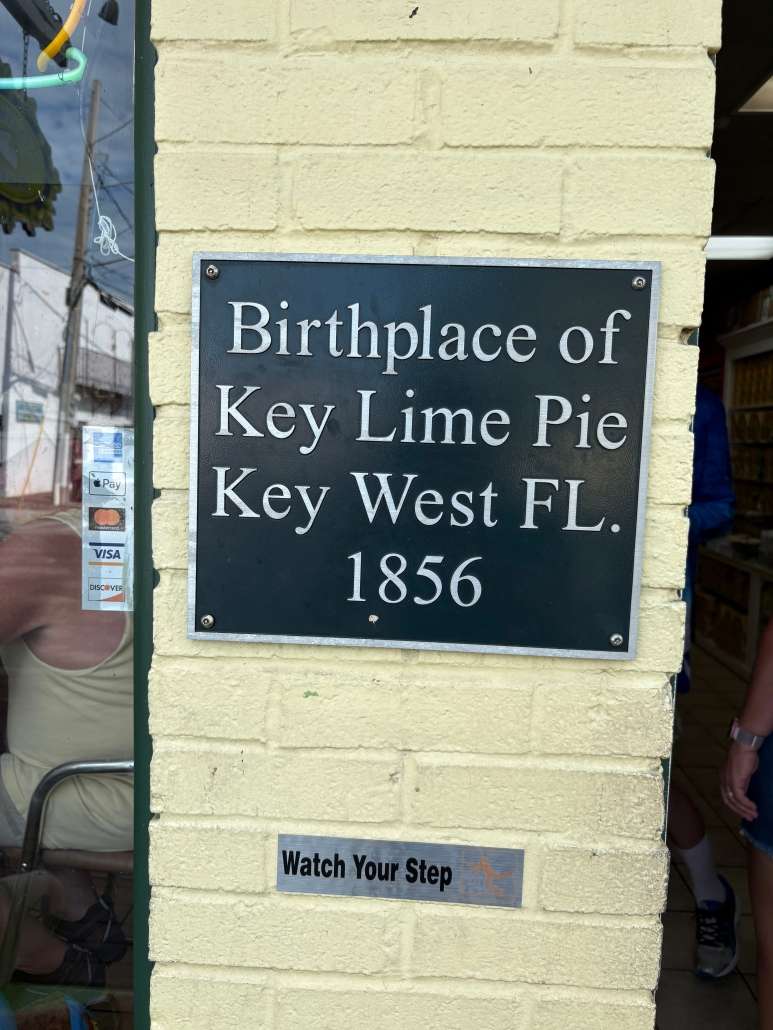 Birthplace of
Key Lime Pie
Key West FL.
1856
Pay
VISA
DISCOVER
Watch Your Step